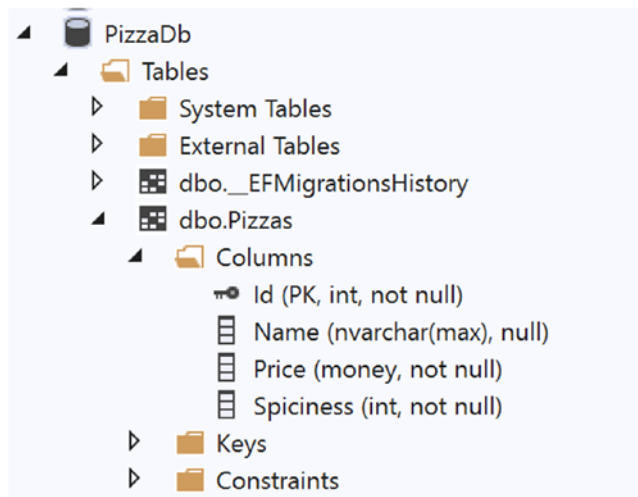 PizzaDb
Tables
System Tables
External Tables
dbo.__EFMigrationsHistory
dbo.Pizzas
Columns
Id (PK, int, not null)
Name (nvarchar(max), null)
Price (money, not null)
Spiciness (int, not null)
Keys
Constraints